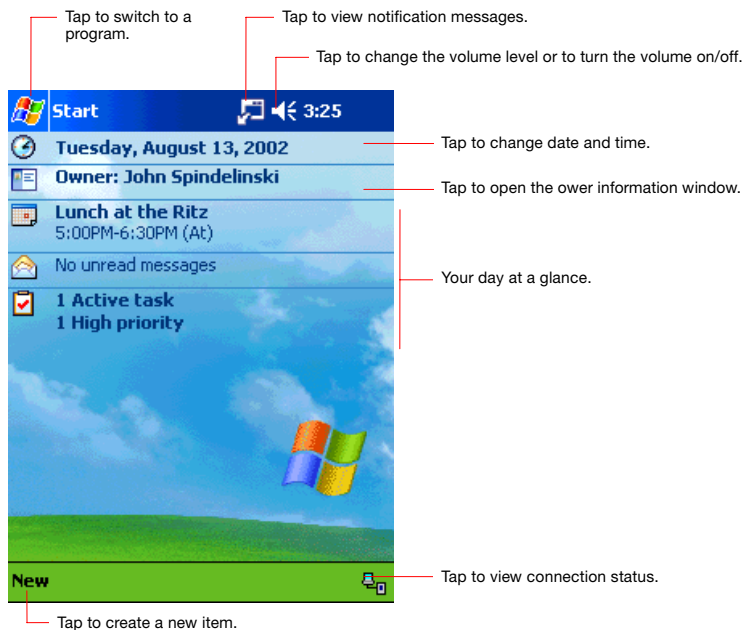 Tap to switch to a
program.
Tap to view notification messages.
Tap to change the volume level or to turn the volume on/off.
Start 3:25
Tuesday, August 13, 2002
Tap to change date and time.
Owner: John Spindelinski
Tap to open the ower information window.
Lunch at the Ritz
5:00PM-6:30PM (At)
No unread messages
Your day at a glance.
1 Active task
1 High priority
New
Tap to view connection status.
Tap to create a new item.